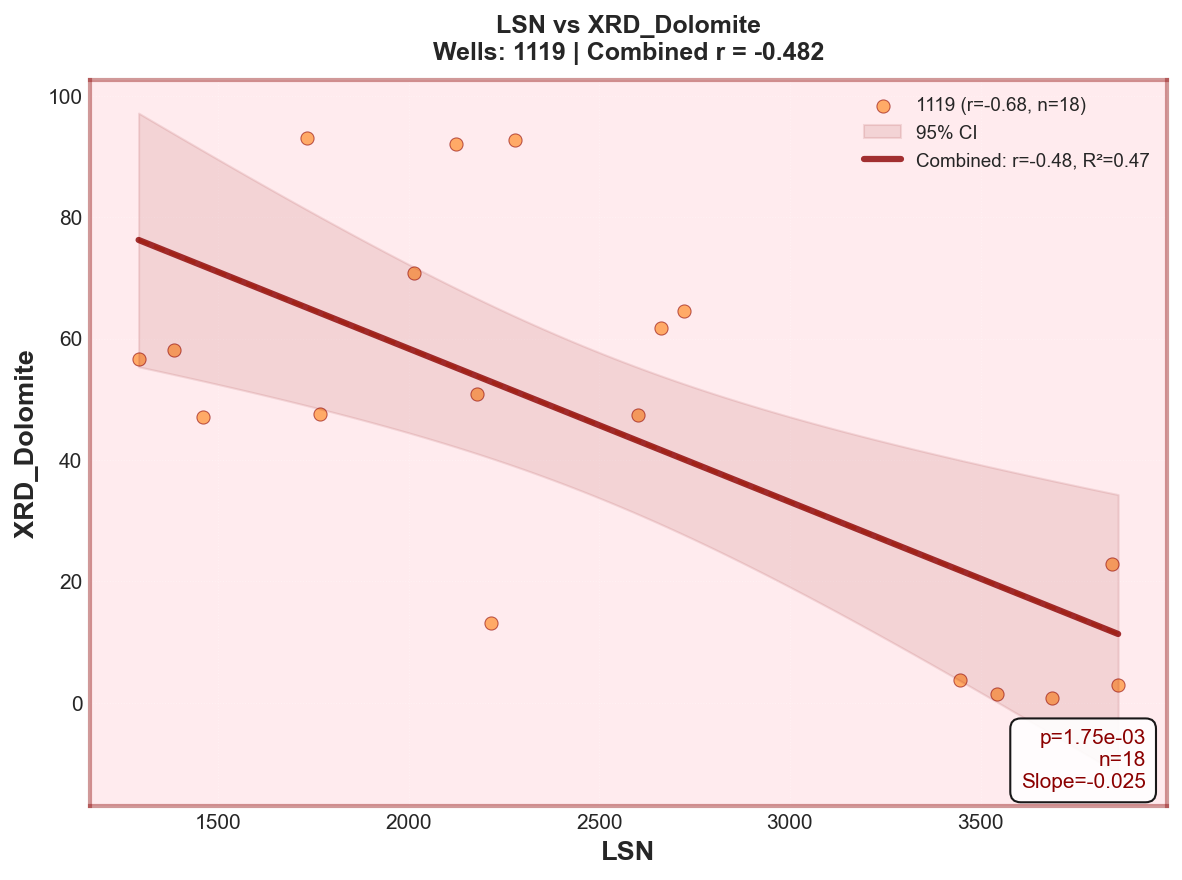 LSN vs XRD_Dolomite
Wells: 1119 | Combined r = -0.482
1119 (r=-0.68, n=18)
95% CI
Combined: r=-0.48, R²=0.47
100
80
60
40
20
0
XRD_Dolomite
p=1.75e-03
n=18
Slope=-0.025
1500 2000 2500 3000 3500
LSN